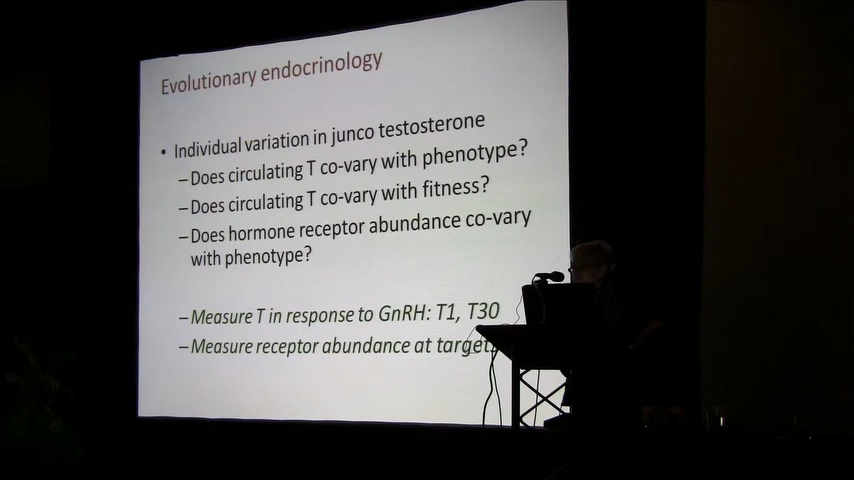 Evolutionary endocrinology
• Individual variation in junco testosterone
–Does circulating T co-vary with phenotype?
–Does circulating T co-vary with fitness?
–Does hormone receptor abundance co-vary
with phenotype?
–Measure T in response to GnRH: T1, T30
–Measure receptor abundance at target